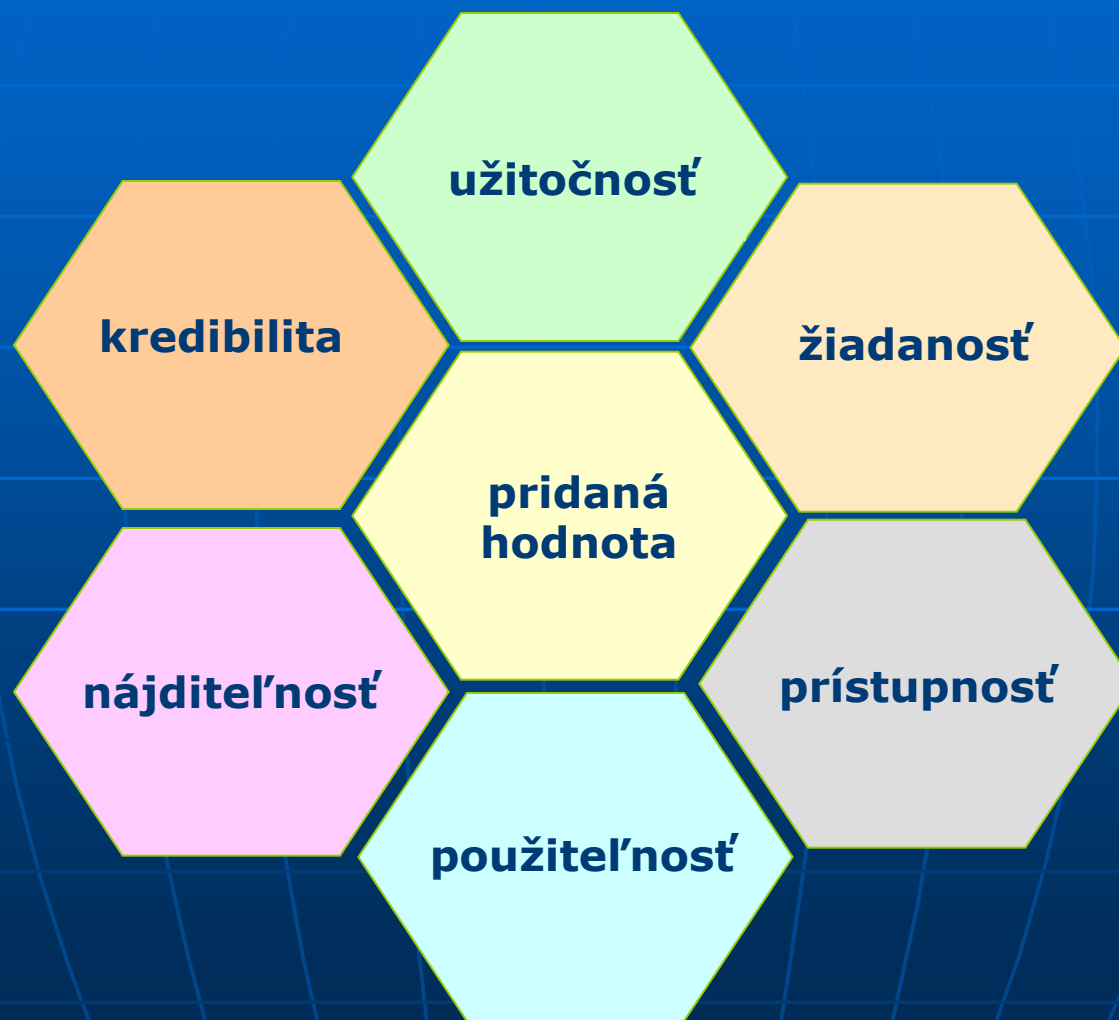 užitočnosť
kredibilita
žiadanosť
pridaná
hodnota
nájditeľnosť
prístupnosť
použiteľnosť